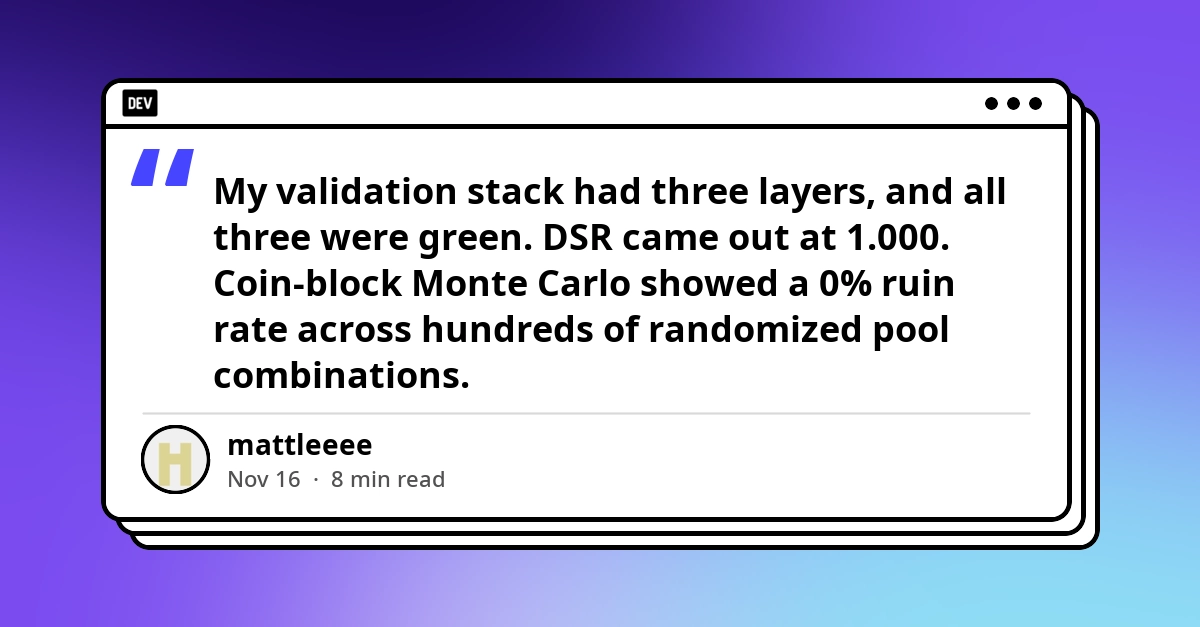 DEV
“
My validation stack had three layers, and all
three were green. DSR came out at 1.000.
Coin-block Monte Carlo showed a 0% ruin
rate across hundreds of randomized pool
combinations.
H
mattleeee
Nov 16 · 8 min read